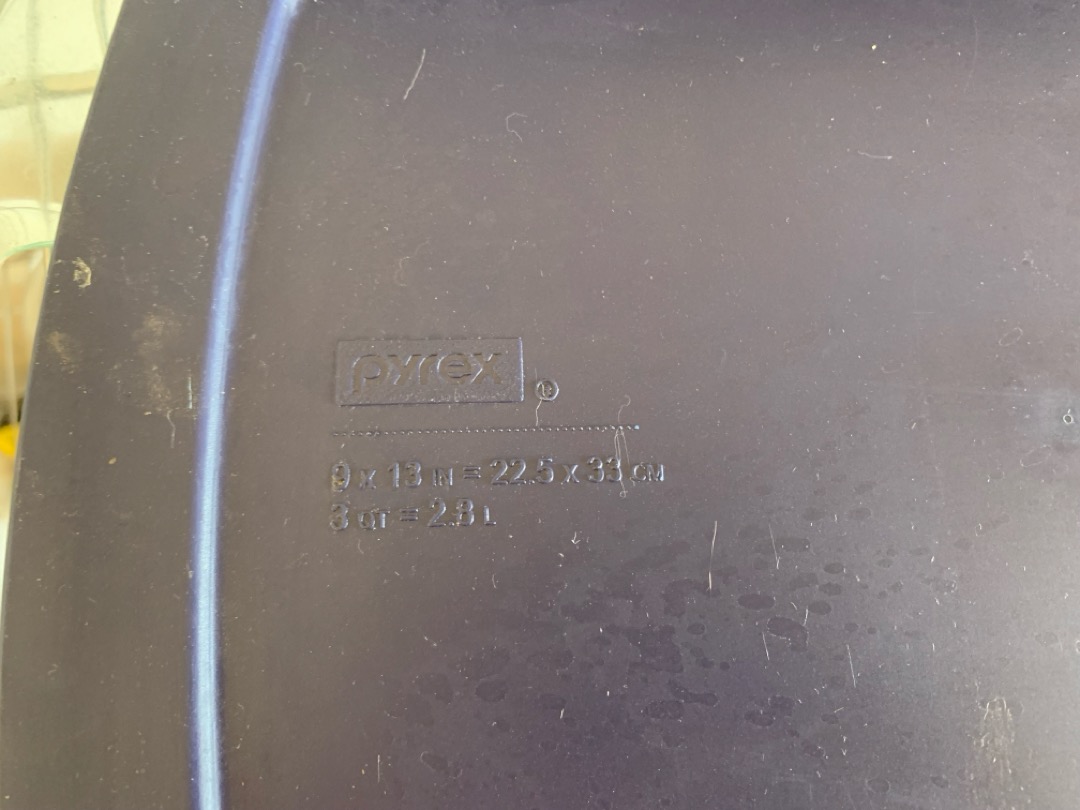 pyrex®
9 x 13 IN = 22.5 x 33 CM
3 QT = 2.8 L